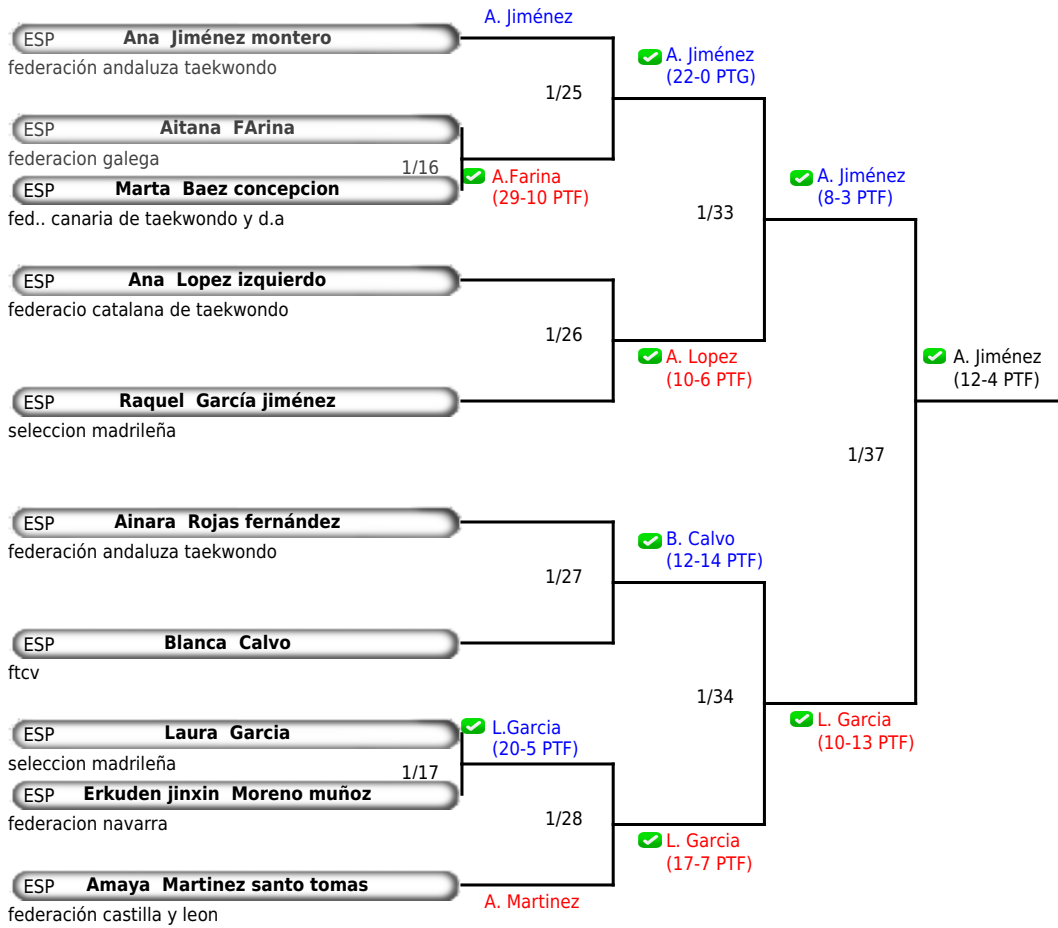 A. Jiménez
ESP Ana Jiménez montero
federación andaluza taekwondo
A. Jiménez
(22-0 PTG)
1/25
ESP Aitana FArina
federacion galega
1/16
ESP Marta Baez concepcion
fed.. canaria de taekwondo y d.a
A.Farina
(29-10 PTF)
A. Jiménez
(8-3 PTF)
1/33
ESP Ana Lopez izquierdo
federacio catalana de taekwondo
1/26
A. Lopez
(10-6 PTF)
ESP Raquel García jiménez
seleccion madrileña
A. Jiménez
(12-4 PTF)
1/37
ESP Ainara Rojas fernández
federación andaluza taekwondo
B. Calvo
(12-14 PTF)
1/27
ESP Blanca Calvo
ftcv
1/34
ESP Laura Garcia
seleccion madrileña
L.Garcia
(20-5 PTF)
L. Garcia
(10-13 PTF)
1/17
ESP Erkuden jinxin Moreno muñoz
federacion navarra
1/28
L. Garcia
(17-7 PTF)
ESP Amaya Martinez santo tomas
federación castilla y leon
A. Martinez